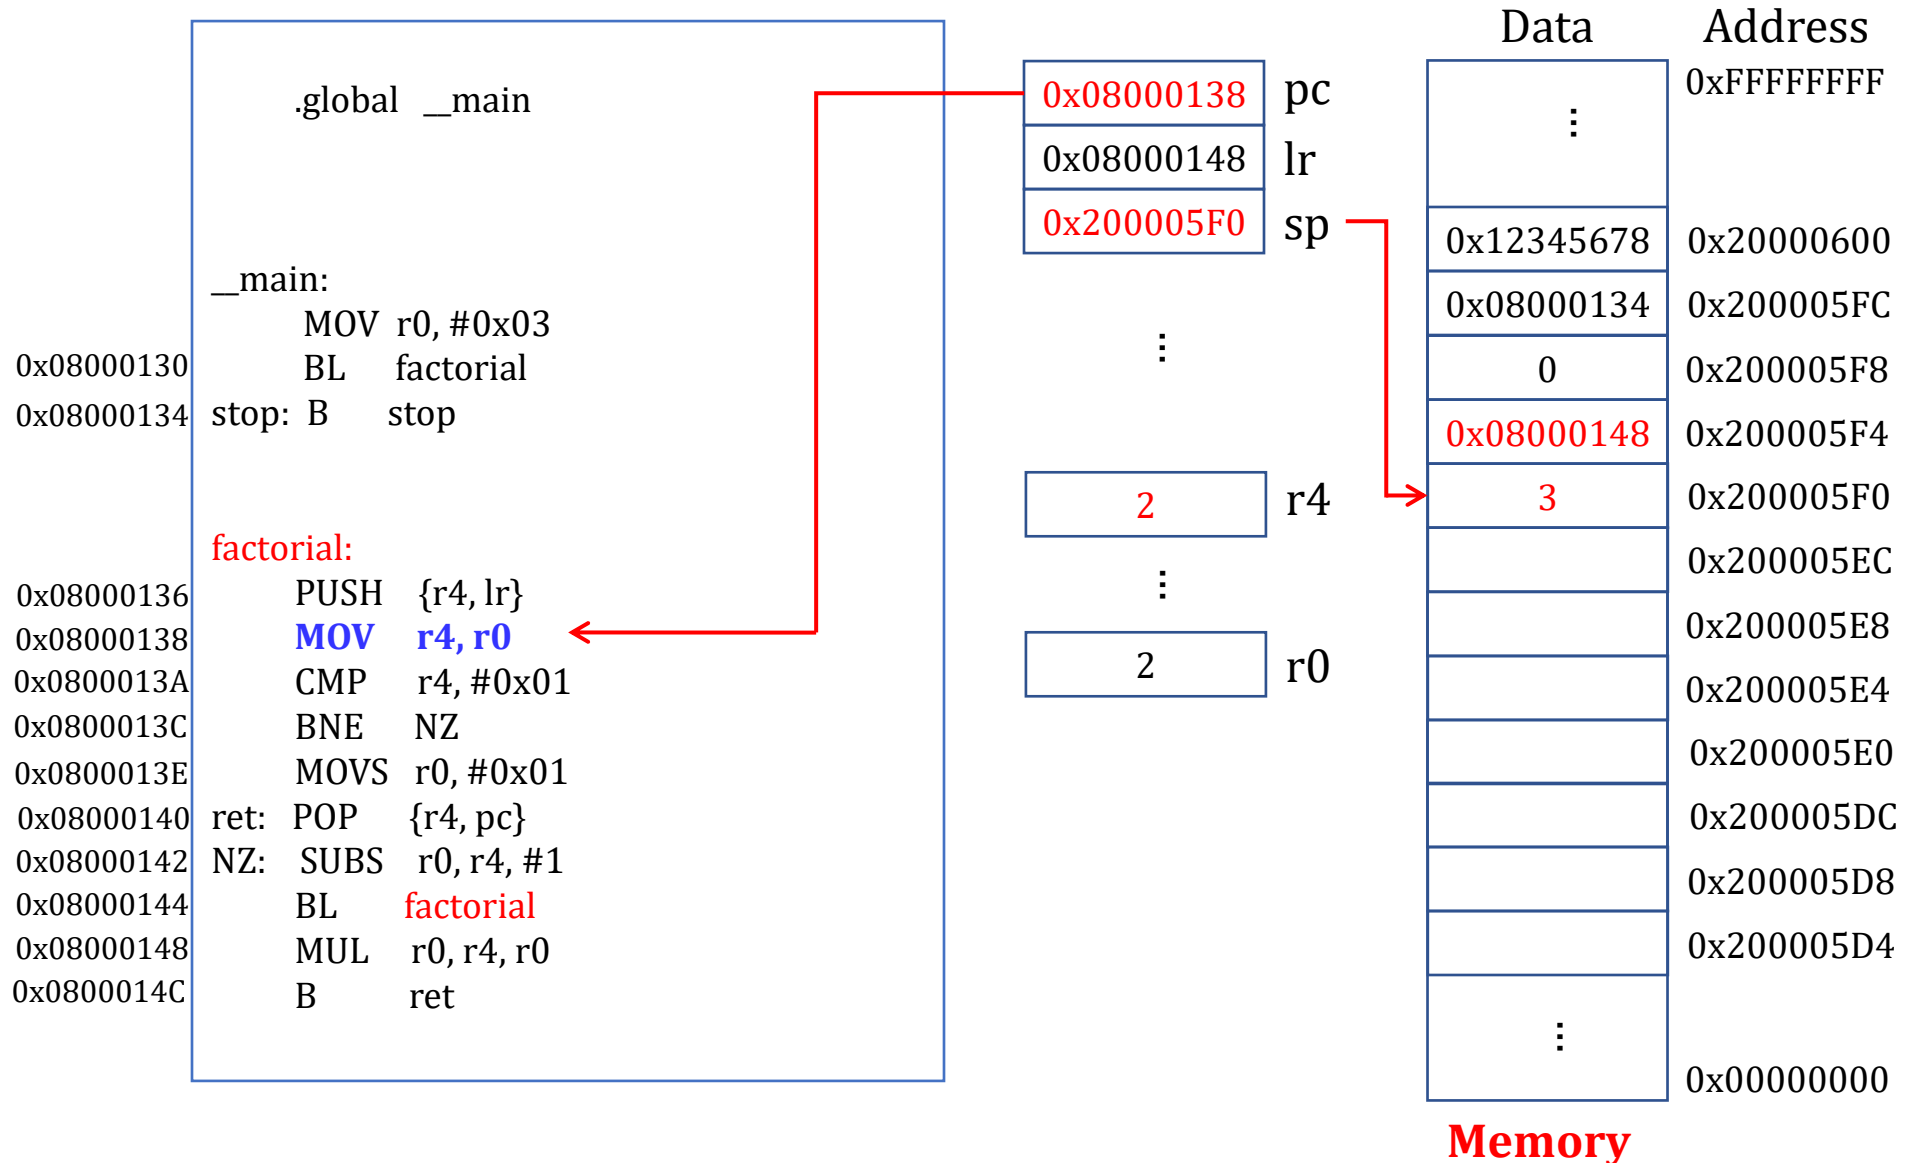 .global __main
__main:
MOV r0, #0x03
0x08000130 BL factorial
0x08000134 stop: B stop
factorial:
0x08000136 PUSH {r4, lr}
0x08000138 MOV r4, r0
0x0800013A CMP r4, #0x01
0x0800013C BNE NZ
0x0800013E MOVS r0, #0x01
0x08000140 ret: POP {r4, pc}
0x08000142 NZ: SUBS r0, r4, #1
0x08000144 BL factorial
0x08000148 MUL r0, r4, r0
0x0800014C B ret
0x08000138 pc
0x08000148 lr
0x200005F0 sp
...
2 r4
...
2 r0
Data Address
0xFFFFFFFF
...
0x12345678 0x20000600
0x08000134 0x200005FC
0 0x200005F8
0x08000148 0x200005F4
3 0x200005F0
0x200005EC
0x200005E8
0x200005E4
0x200005E0
0x200005DC
0x200005D8
0x200005D4
...
0x00000000
Memory